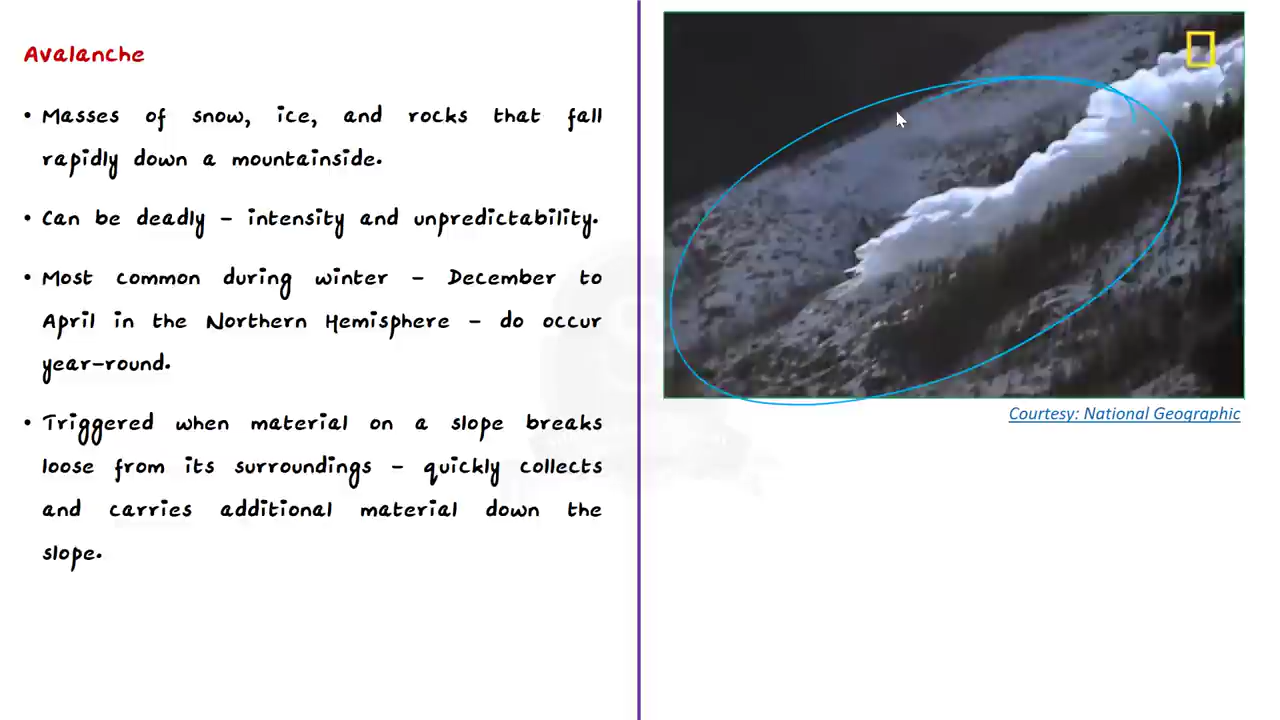 Avalanche
• Masses of snow, ice, and rocks that fall
rapidly down a mountainside.
• Can be deadly – intensity and unpredictability.
• Most common during winter – December to
April in the Northern Hemisphere – do occur
year-round.
• Triggered when material on a slope breaks
loose from its surroundings – quickly collects
and carries additional material down the
slope.
Courtesy: National Geographic